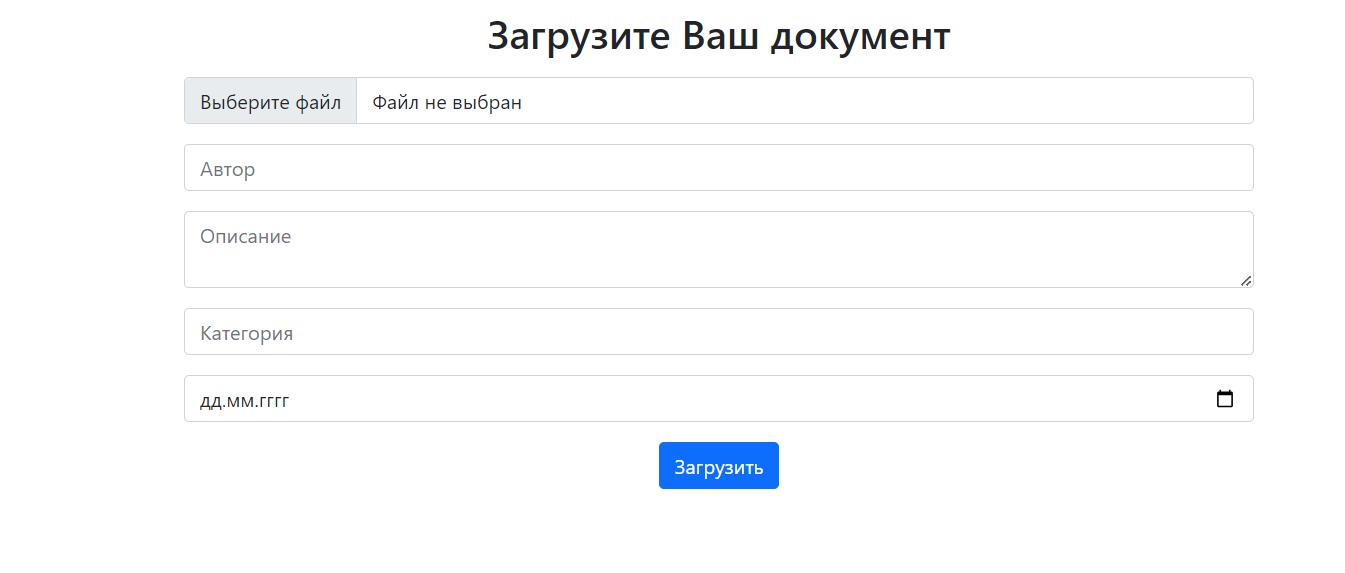 Загрузите Ваш документ
Выберите файл Файл не выбран
Автор
Описание
Категория
дд.мм.гггг
Загрузить